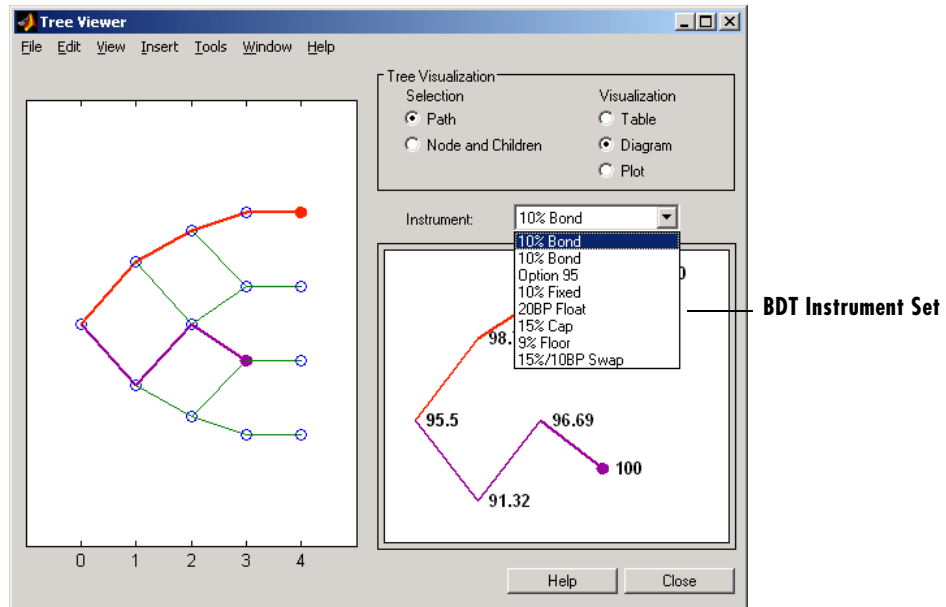 Tree Viewer
File Edit View Insert Tools Window Help
Tree Visualization
Selection Visualization
Path Table
Node and Children Diagram
Plot
Instrument: 10% Bond
10% Bond
10% Bond
Option 95
10% Fixed
20BP Float
15% Cap
9% Floor
15%/10BP Swap
BDT Instrument Set
98.
95.5 96.69
100
91.32
0 1 2 3 4
Help Close